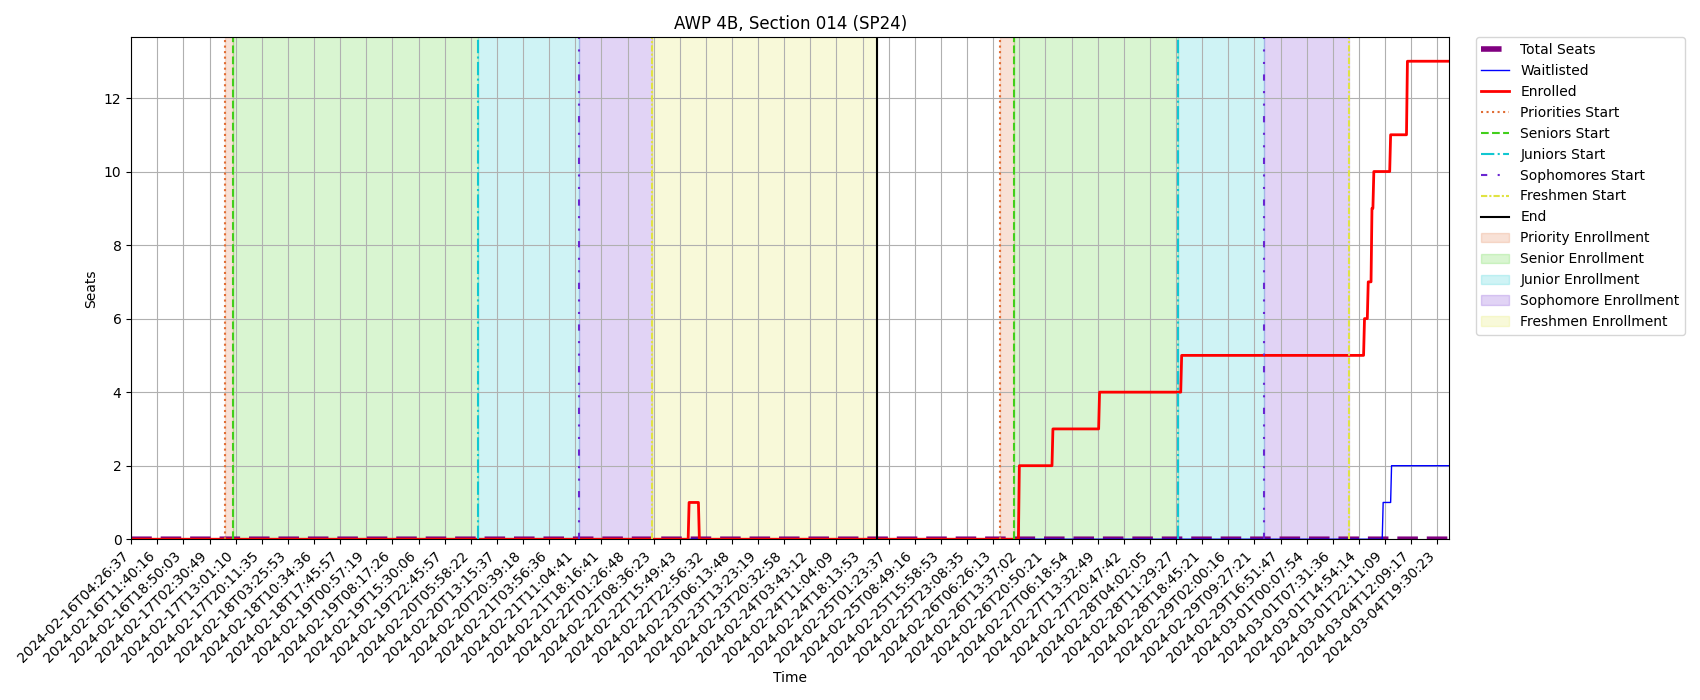 AWP 4B, Section 014 (SP24)
Seats
12
10
8
6
4
2
0
2024-02-16T04:26:37
2024-02-16T11:40:16
2024-02-16T18:50:03
2024-02-17T02:30:49
2024-02-17T13:01:10
2024-02-17T20:11:35
2024-02-18T03:25:53
2024-02-18T10:34:36
2024-02-18T17:45:57
2024-02-19T00:57:19
2024-02-19T08:17:26
2024-02-19T15:30:06
2024-02-19T22:45:57
2024-02-20T05:58:22
2024-02-20T13:15:37
2024-02-20T20:39:18
2024-02-21T03:56:36
2024-02-21T11:04:41
2024-02-21T18:16:41
2024-02-22T01:26:48
2024-02-22T08:36:23
2024-02-22T15:49:43
2024-02-22T22:56:32
2024-02-23T06:13:48
2024-02-23T13:23:19
2024-02-23T20:32:58
2024-02-24T03:43:12
2024-02-24T11:04:09
2024-02-24T18:13:53
2024-02-25T01:23:37
2024-02-25T08:49:16
2024-02-25T15:58:53
2024-02-25T23:08:35
2024-02-26T06:26:13
2024-02-26T13:37:02
2024-02-26T20:50:21
2024-02-27T06:18:54
2024-02-27T13:32:49
2024-02-27T20:47:42
2024-02-28T04:02:05
2024-02-28T11:29:27
2024-02-28T18:45:21
2024-02-29T02:00:16
2024-02-29T09:27:21
2024-02-29T16:51:47
2024-03-01T00:07:54
2024-03-01T07:31:36
2024-03-01T14:54:14
2024-03-01T22:11:09
2024-03-04T12:09:17
2024-03-04T19:30:23
Time
Total Seats
Waitlisted
Enrolled
Priorities Start
Seniors Start
Juniors Start
Sophomores Start
Freshmen Start
End
Priority Enrollment
Senior Enrollment
Junior Enrollment
Sophomore Enrollment
Freshmen Enrollment